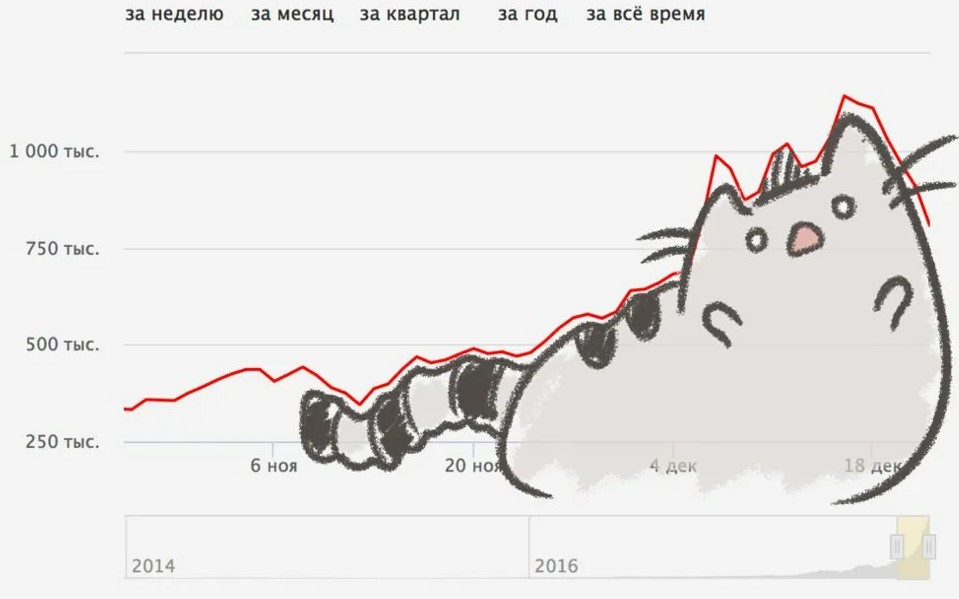 за неделю за месяц за квартал за год за всё время
1 000 тыс.
750 тыс.
500 тыс.
250 тыс.
6 ноя 20 ноя 4 дек 18 дек
2014 2016